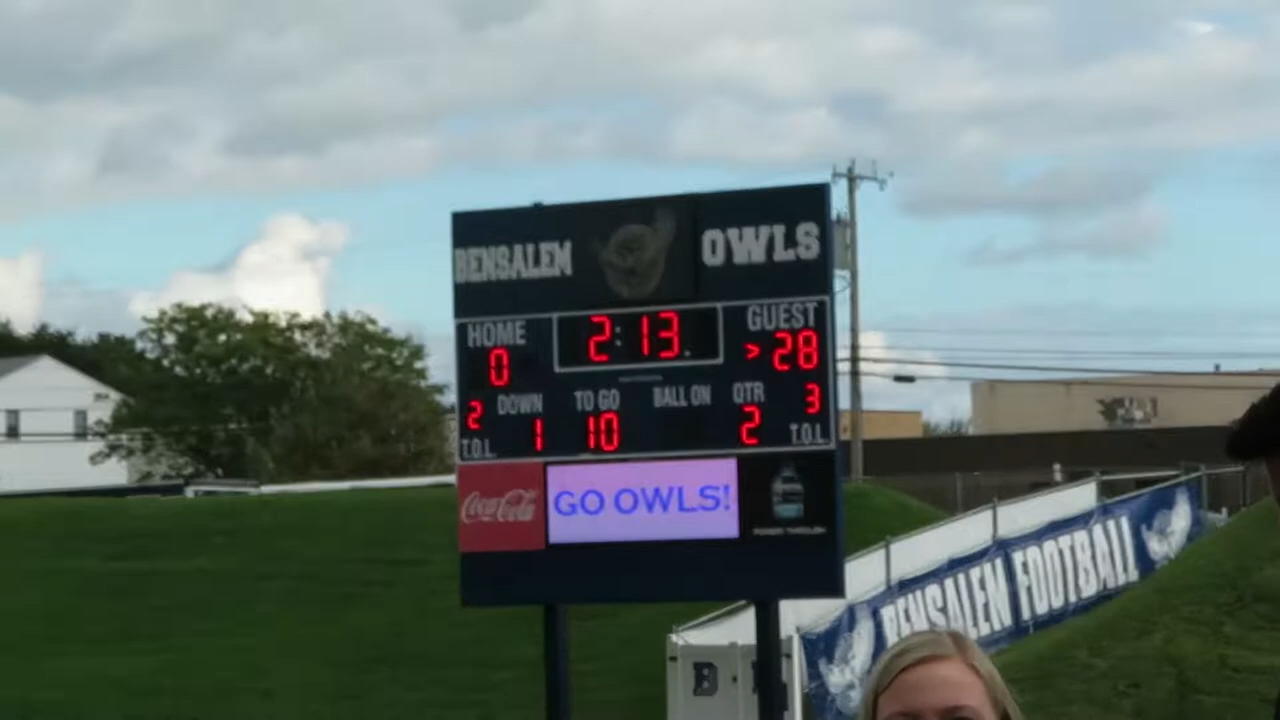 BENSALEM OWLS
HOME 2:13 GUEST
0 > 28
2 DOWN TO GO BALL ON QTR 3
T.O.L. 1 10 2 T.O.L.
Coca-Cola GO OWLS!
BENSALEM FOOTBALL
B